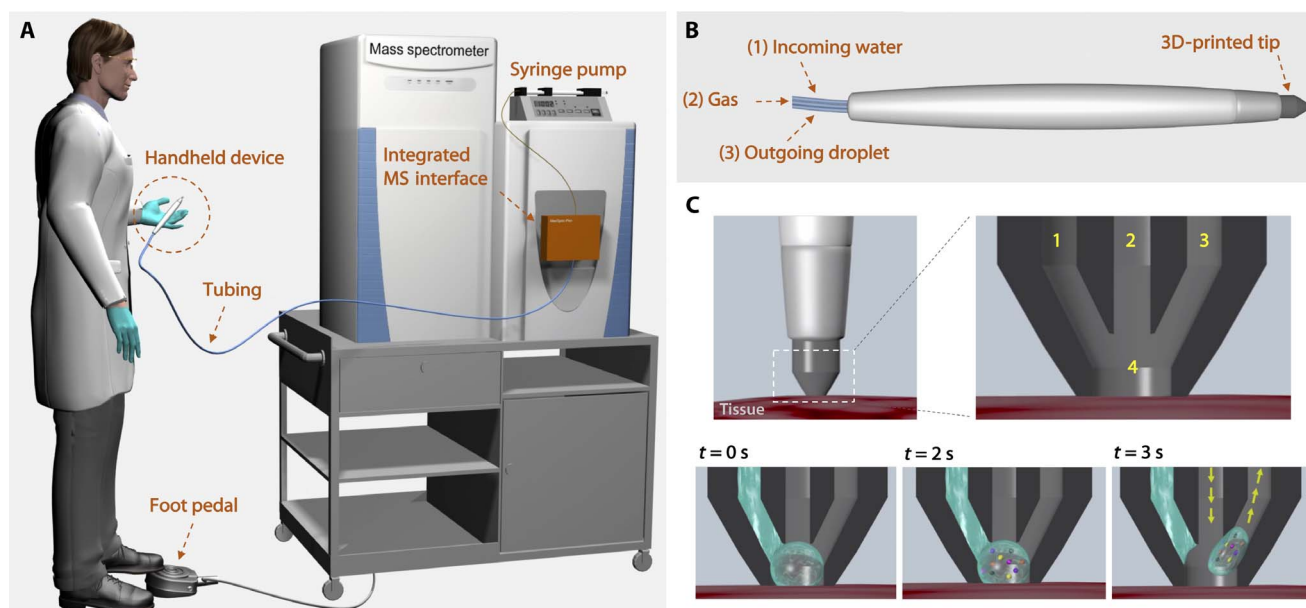 A
Mass spectrometer
Syringe pump
Handheld device
Integrated
MS interface
Tubing
Foot pedal
B
(1) Incoming water
3D-printed tip
(2) Gas
(3) Outgoing droplet
C
1 2 3
4
Tissue
t = 0 s
t = 2 s
t = 3 s